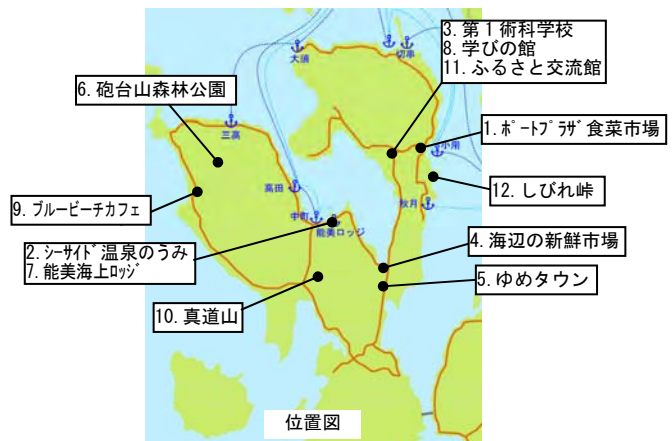 3. 第1術科学校
8. 学びの館
11. ふるさと交流館
6. 砲台山森林公園
1. ポートプラザ食菜市場
12. しびれ峠
9. ブルービーチカフェ
2. シーサイド温泉のうみ
7. 能美海上ロッジ
4. 海辺の新鮮市場
5. ゆめタウン
10. 真道山
位置図
大須
切串
三高
小用
高田
秋月
中町
能美ロッジ